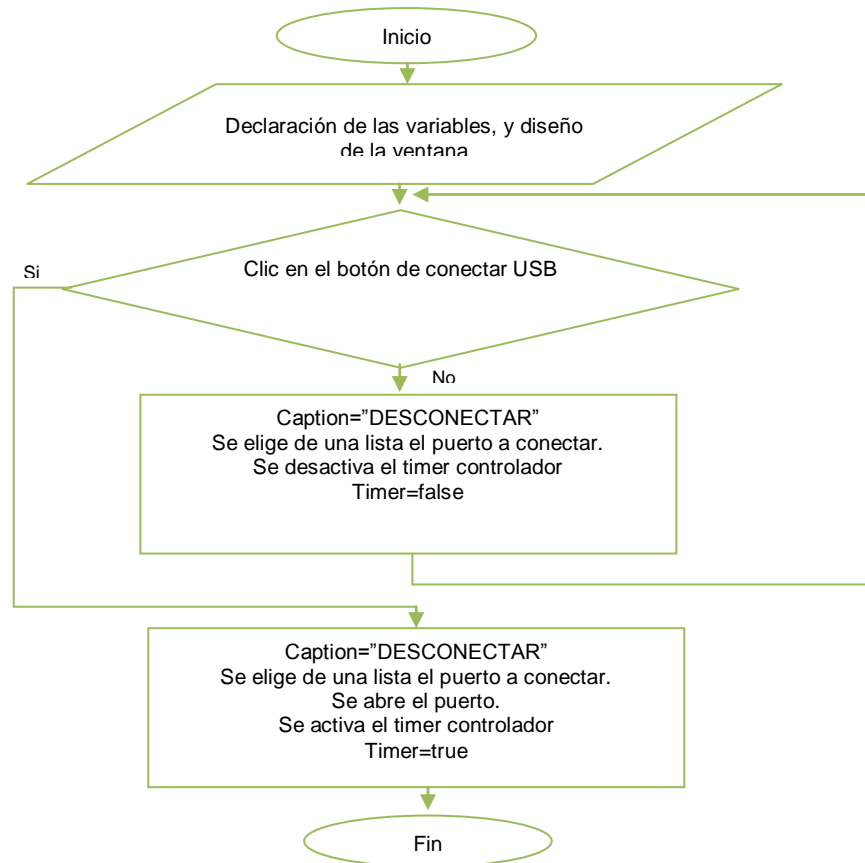 Inicio
Declaración de las variables, y diseño
de la ventana
Clic en el botón de conectar USB
Si
No
Caption=”DESCONECTAR”
Se elige de una lista el puerto a conectar.
Se desactiva el timer controlador
Timer=false
Caption=”DESCONECTAR”
Se elige de una lista el puerto a conectar.
Se abre el puerto.
Se activa el timer controlador
Timer=true
Fin